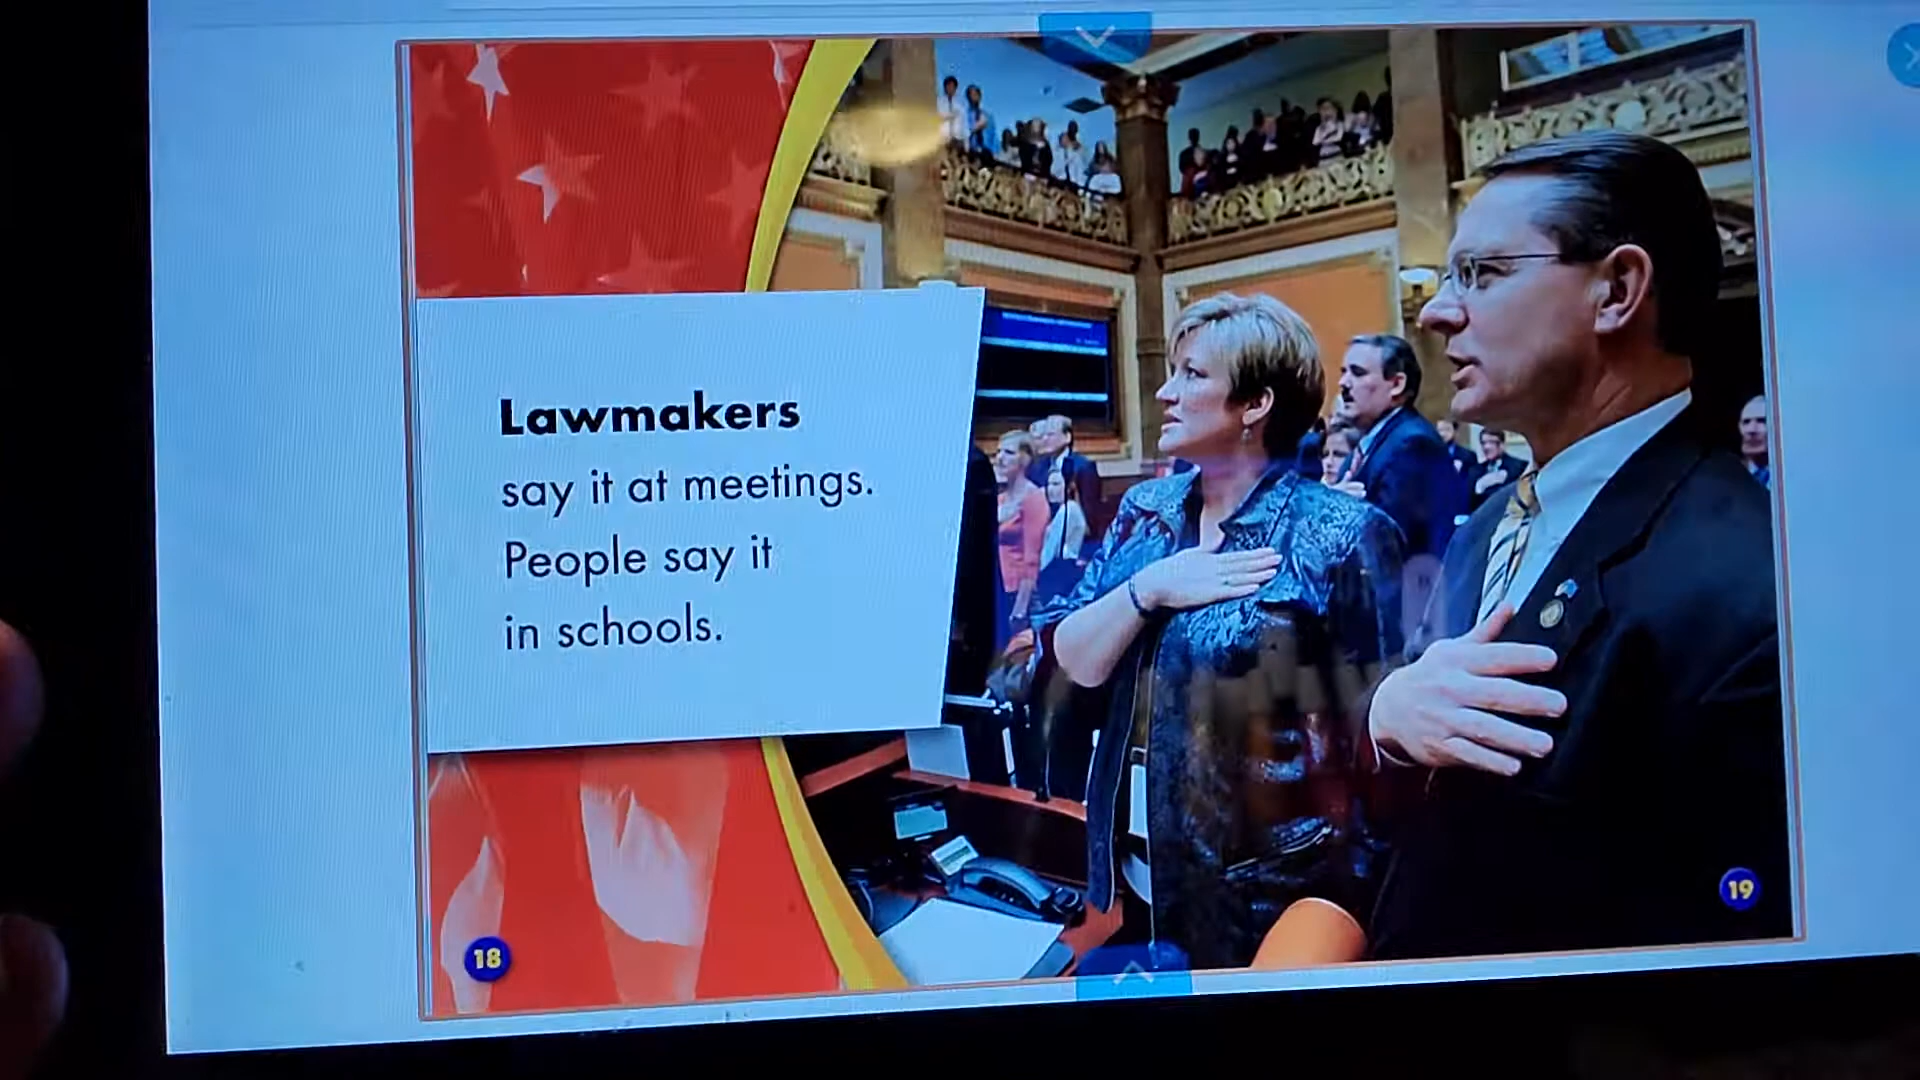 Lawmakers
say it at meetings.
People say it
in schools.
18
19